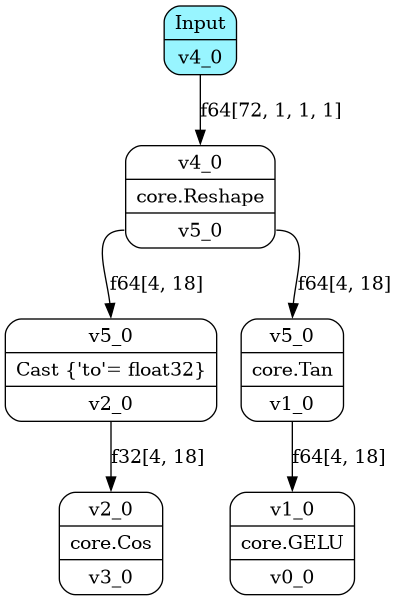 Input
v4_0
f64[72, 1, 1, 1]
v4_0
core.Reshape
v5_0
f64[4, 18]
f64[4, 18]
v5_0
Cast {'to'= float32}
v2_0
v5_0
core.Tan
v1_0
f32[4, 18]
f64[4, 18]
v2_0
core.Cos
v3_0
v1_0
core.GELU
v0_0